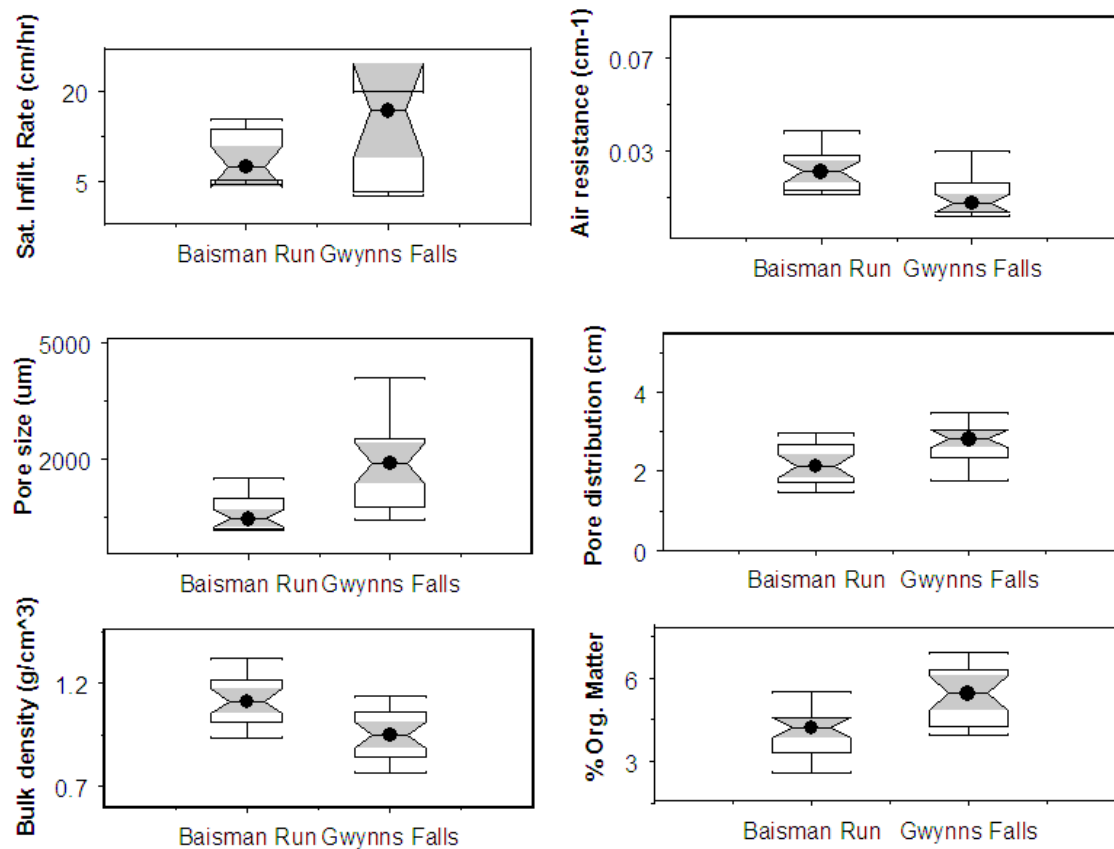 Sat. Infilt. Rate (cm/hr)
20
5
Baisman Run Gwynns Falls
Air resistance (cm-1)
0.07
0.03
Baisman Run Gwynns Falls
Pore size (um)
5000
2000
Baisman Run Gwynns Falls
Pore distribution (cm)
4
2
0
Baisman Run Gwynns Falls
Bulk density (g/cm^3)
1.2
0.7
Baisman Run Gwynns Falls
% Org. Matter
6
3
Baisman Run Gwynns Falls